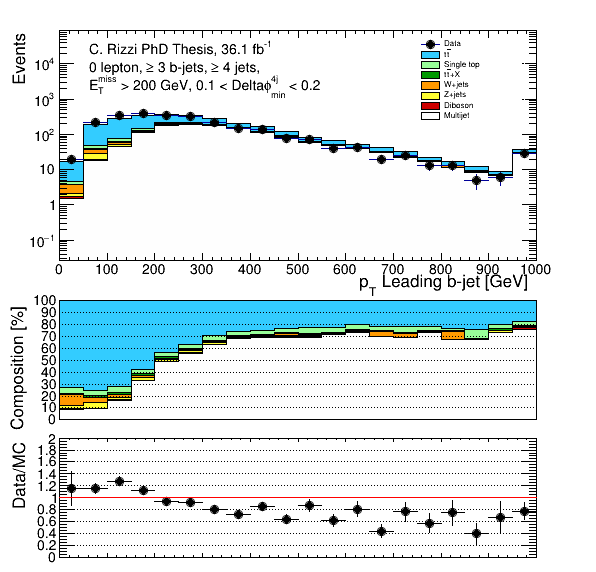 C. Rizzi PhD Thesis, 36.1 fb⁻¹
0 lepton, ≥ 3 b-jets, ≥ 4 jets,
E_T^miss > 200 GeV, 0.1 < Deltaϕ_min^4j < 0.2
Data
tt̄
Single top
tt̄+X
W+jets
Z+jets
Diboson
Multijet
Events
10⁴
10³
10²
10
1
10⁻¹
0 100 200 300 400 500 600 700 800 900 1000
p_T Leading b-jet [GeV]
Composition [%]
100
90
80
70
60
50
40
30
20
10
0
Data/MC
2
1.8
1.6
1.4
1.2
1
0.8
0.6
0.4
0.2
0